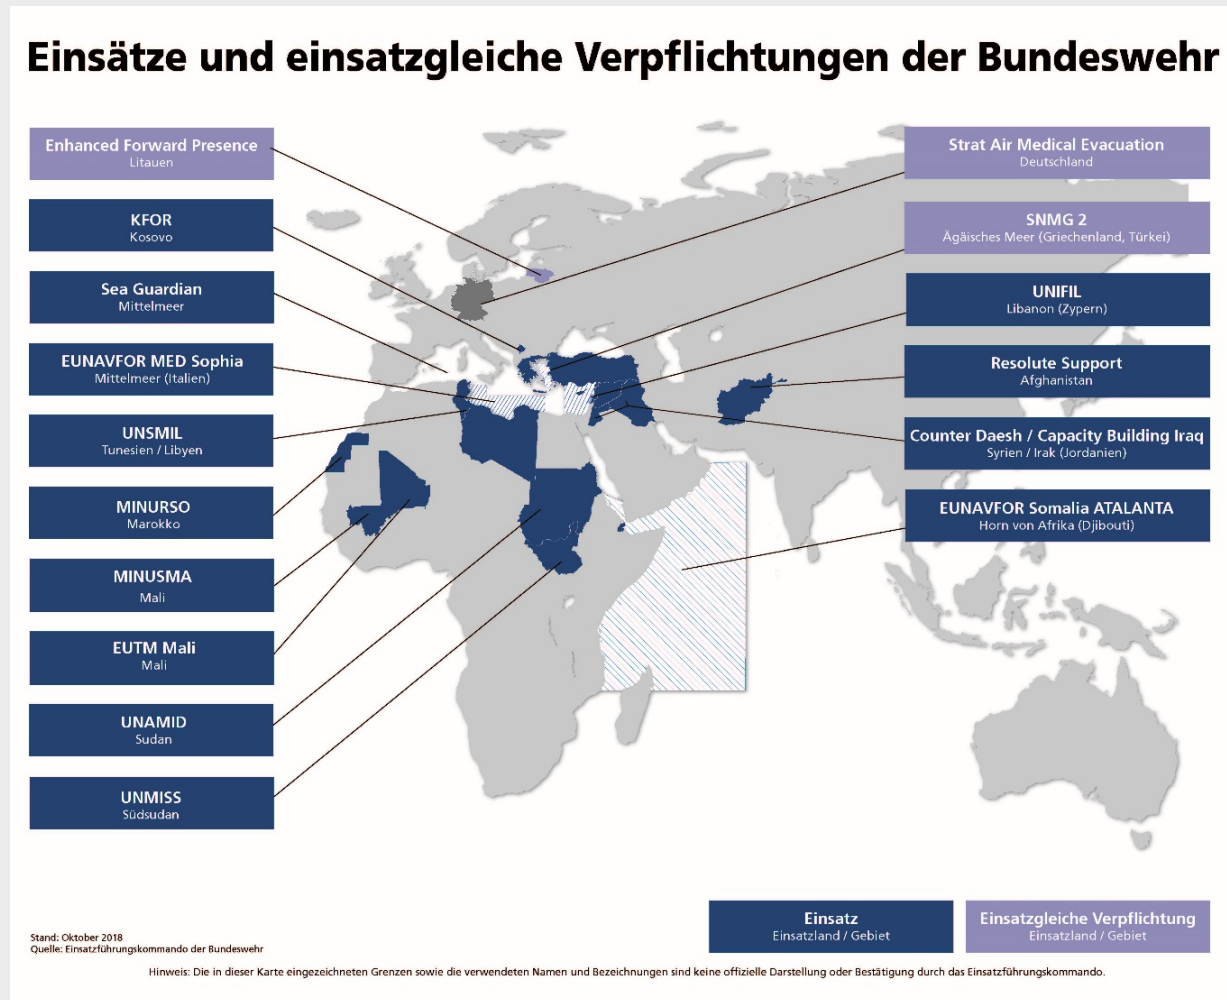 Einsätze und einsatzgleiche Verpflichtungen der Bundeswehr
Enhanced Forward Presence
Litauen
KFOR
Kosovo
Sea Guardian
Mittelmeer
EUNAVFOR MED Sophia
Mittelmeer (Italien)
UNSMIL
Tunesien / Libyen
MINURSO
Marokko
MINUSMA
Mali
EUTM Mali
Mali
UNAMID
Sudan
UNMISS
Südsudan
Strat Air Medical Evacuation
Deutschland
SNMG 2
Ägäisches Meer (Griechenland, Türkei)
UNIFIL
Libanon (Zypern)
Resolute Support
Afghanistan
Counter Daesh / Capacity Building Iraq
Syrien / Irak (Jordanien)
EUNAVFOR Somalia ATALANTA
Horn von Afrika (Djibouti)
Einsatz
Einsatzland / Gebiet
Einsatzgleiche Verpflichtung
Einsatzland / Gebiet
Stand: Oktober 2018
Quelle: Einsatzführungskommando der Bundeswehr
Hinweis: Die in dieser Karte eingezeichneten Grenzen sowie die verwendeten Namen und Bezeichnungen sind keine offizielle Darstellung oder Bestätigung durch das Einsatzführungskommando.